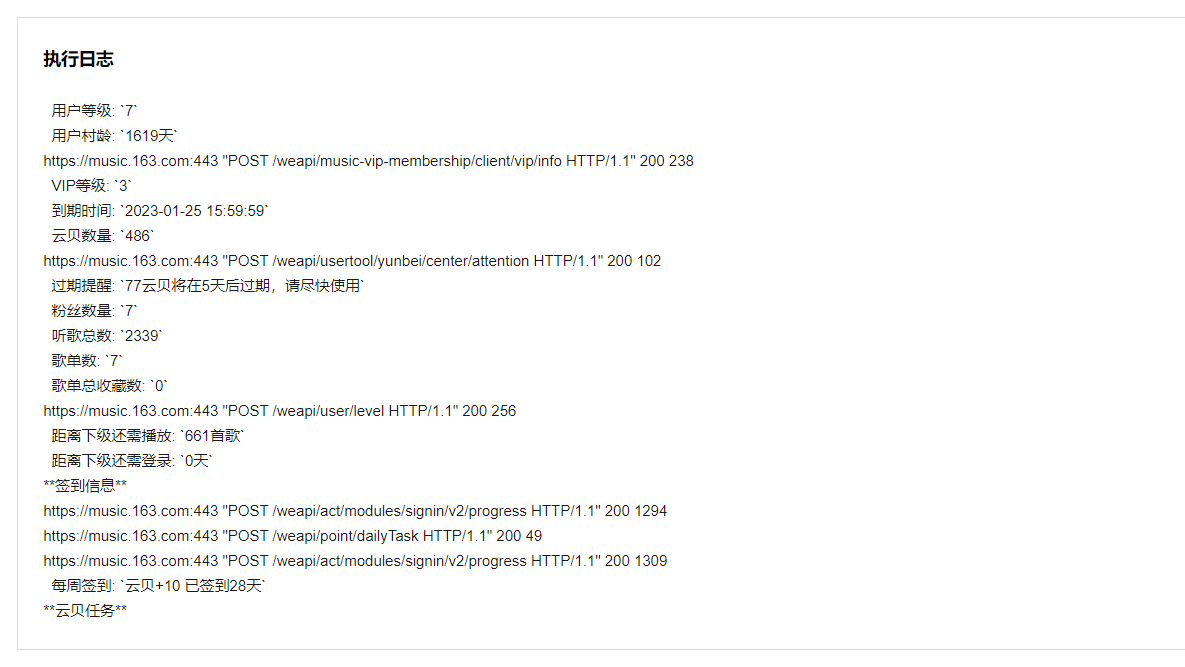 执行日志
用户等级: `7`
用户村龄: `1619天`
https://music.163.com:443 "POST /weapi/music-vip-membership/client/vip/info HTTP/1.1" 200 238
VIP等级: `3`
到期时间: `2023-01-25 15:59:59`
云贝数量: `486`
https://music.163.com:443 "POST /weapi/usertool/yunbei/center/attention HTTP/1.1" 200 102
过期提醒: `77云贝将在5天后过期，请尽快使用`
粉丝数量: `7`
听歌总数: `2339`
歌单数: `7`
歌单总收藏数: `0`
https://music.163.com:443 "POST /weapi/user/level HTTP/1.1" 200 256
距离下级还需播放: `661首歌`
距离下级还需登录: `0天`
**签到信息**
https://music.163.com:443 "POST /weapi/act/modules/signin/v2/progress HTTP/1.1" 200 1294
https://music.163.com:443 "POST /weapi/point/dailyTask HTTP/1.1" 200 49
https://music.163.com:443 "POST /weapi/act/modules/signin/v2/progress HTTP/1.1" 200 1309
每周签到: `云贝+10 已签到28天`
**云贝任务**